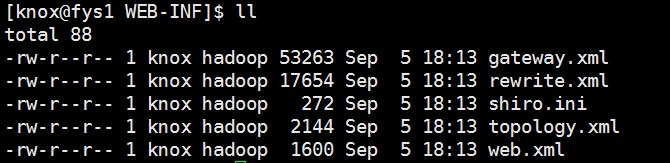 [knox@fys1 WEB-INF]$ ll
total 88
-rw-r--r-- 1 knox hadoop 53263 Sep  5 18:13 gateway.xml
-rw-r--r-- 1 knox hadoop 17654 Sep  5 18:13 rewrite.xml
-rw-r--r-- 1 knox hadoop   272 Sep  5 18:13 shiro.ini
-rw-r--r-- 1 knox hadoop  2144 Sep  5 18:13 topology.xml
-rw-r--r-- 1 knox hadoop  1600 Sep  5 18:13 web.xml